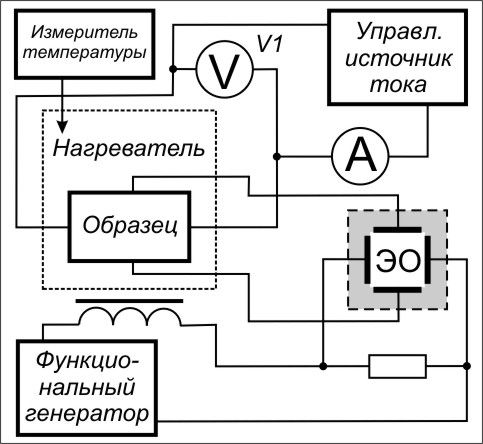 Измеритель
температуры
V1
V
Управл.
источник
тока
A
Нагреватель
Образец
ЭО
Функцио-
нальный
генератор